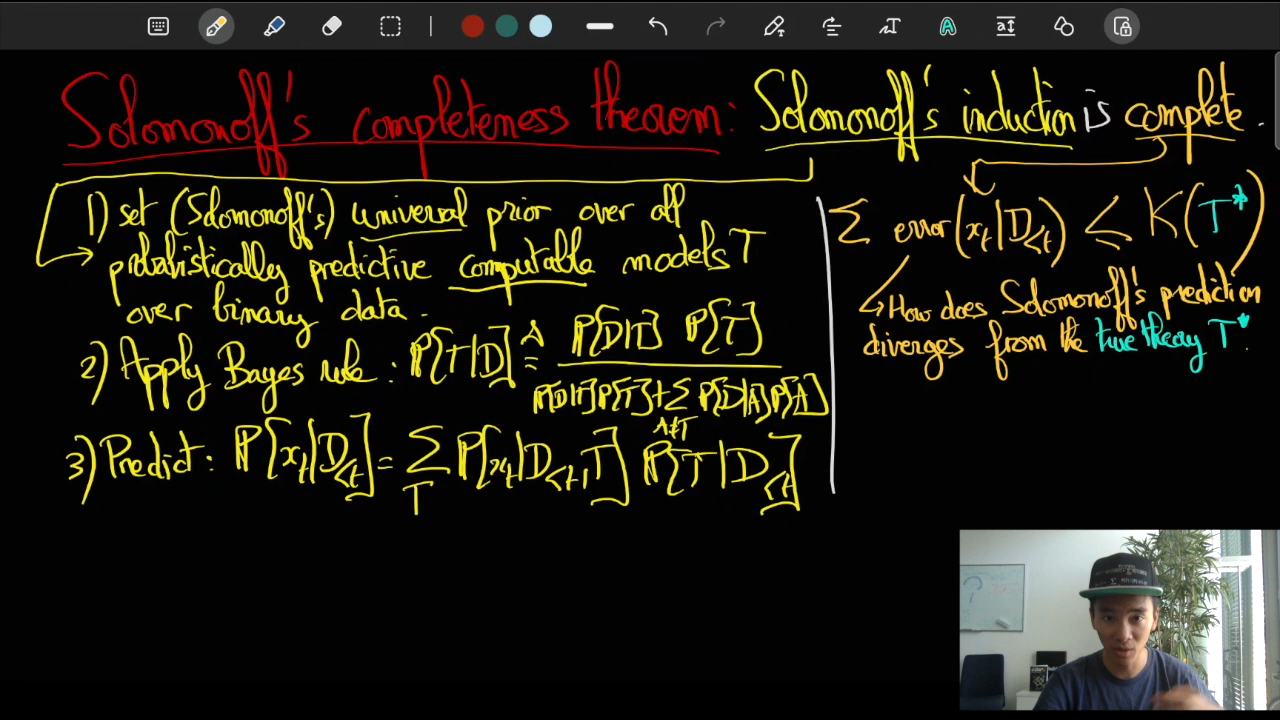 Solomonoff's completeness theorem: Solomonoff's induction is complete.
1) set (Solomonoff's) universal prior over all
probabilistically predictive computable models T
over binary data.
2) Apply Bayes rule: ℙ[T|D] ≜ ℙ[D|T] ℙ[T] / ℙ[D|T]ℙ[T]+Σ_{A≠T} ℙ[D|A]ℙ[A]
3) Predict: ℙ[x_t|D_{<t}] = Σ_T ℙ[x_t|D_{<t},T] ℙ[T|D_{<t}]
Σ error(x_t|D_{<t}) ≤ K(T*)
How does Solomonoff's prediction
diverges from the true theory T*.